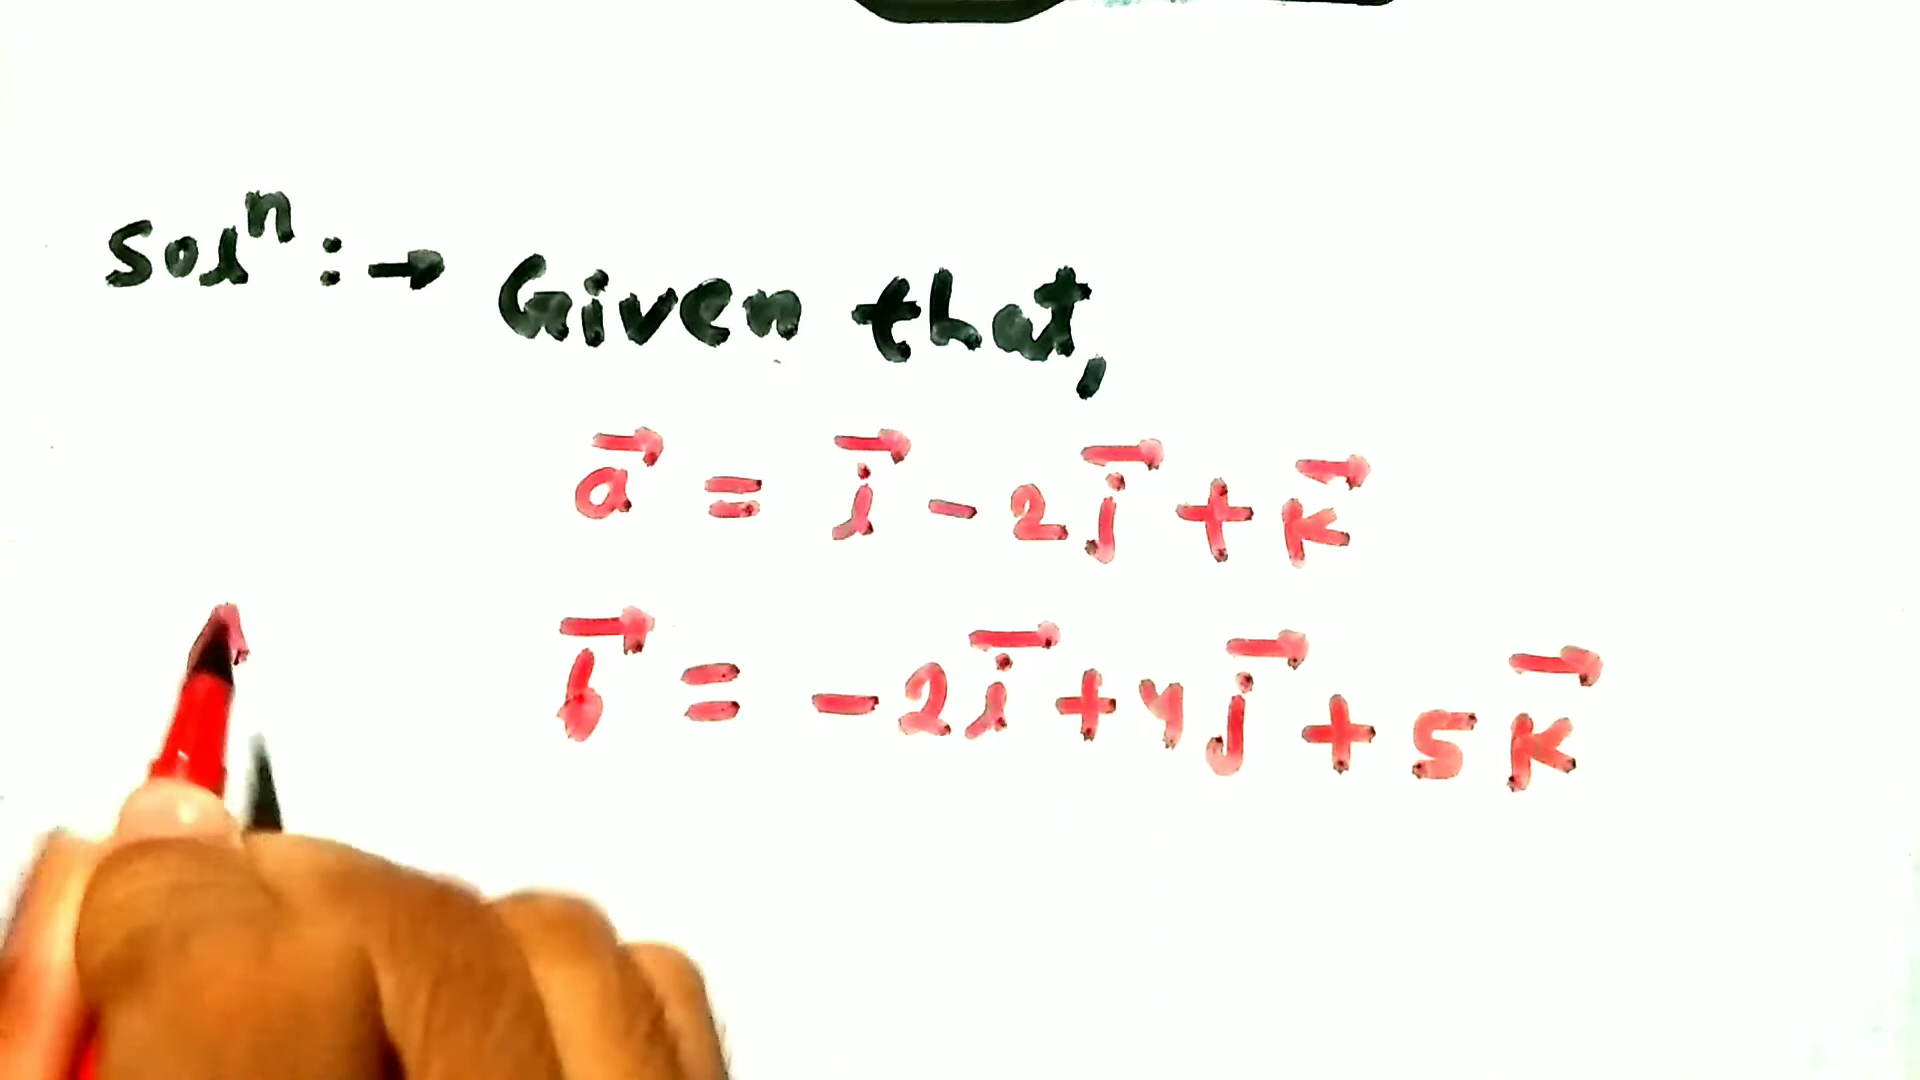 Solⁿ :→ Given that,
a⃗ = i⃗ - 2j⃗ + k⃗
b⃗ = -2i⃗ + 4j⃗ + 5k⃗